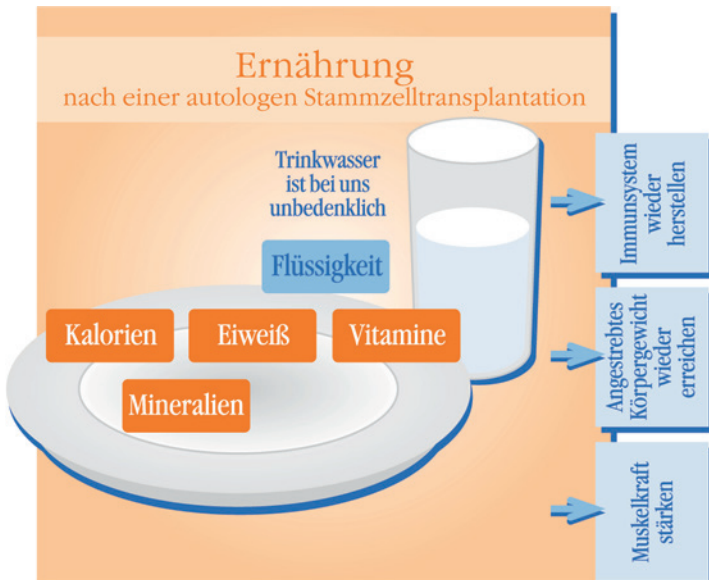 Ernährung
nach einer autologen Stammzelltransplantation
Trinkwasser
ist bei uns
unbedenklich
Flüssigkeit
Kalorien
Eiweiß
Vitamine
Mineralien
Immunsystem
wieder
herstellen
Angestrebtes
Körpergewicht
wieder
erreichen
Muskelkraft
stärken